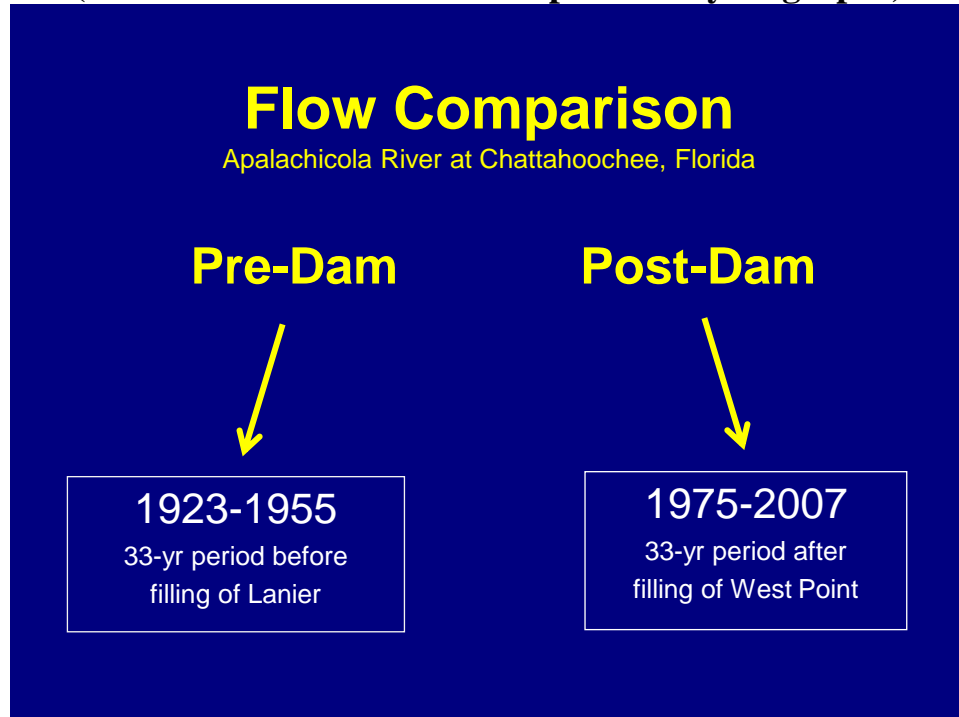 Flow Comparison
Apalachicola River at Chattahoochee, Florida
Pre-Dam Post-Dam
1923-1955
33-yr period before
filling of Lanier
1975-2007
33-yr period after
filling of West Point